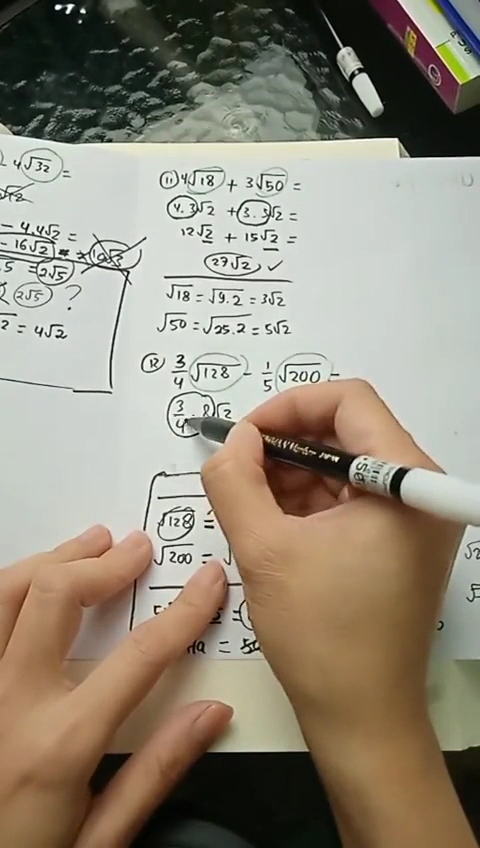 4√32 =
- 4.4√2 =
- 16√2 = 10√3
.5 = 2√5
2√5 ?
2 = 4√2
11) 4√18 + 3√50 =
4.3√2 + 3.5√2 =
12√2 + 15√2 =
27√2 ✓
√18 = √9.2 = 3√2
√50 = √25.2 = 5√2
12) 3/4 √128 - 1/5 √200 =
3/4 . 8√2
√128 =
√200 = √